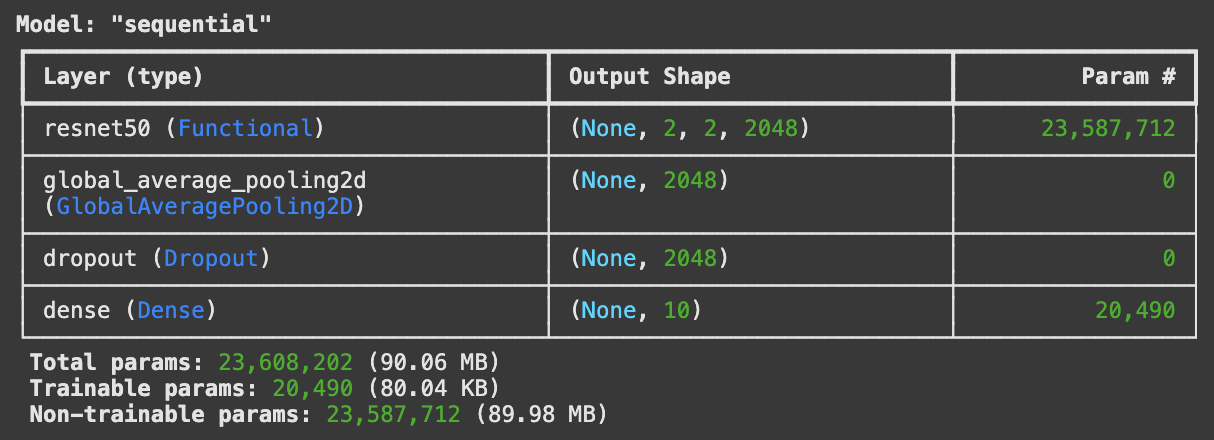 Model: "sequential"
Layer (type) Output Shape Param #
resnet50 (Functional) (None, 2, 2, 2048) 23,587,712
global_average_pooling2d (None, 2048) 0
(GlobalAveragePooling2D)
dropout (Dropout) (None, 2048) 0
dense (Dense) (None, 10) 20,490
Total params: 23,608,202 (90.06 MB)
Trainable params: 20,490 (80.04 KB)
Non-trainable params: 23,587,712 (89.98 MB)